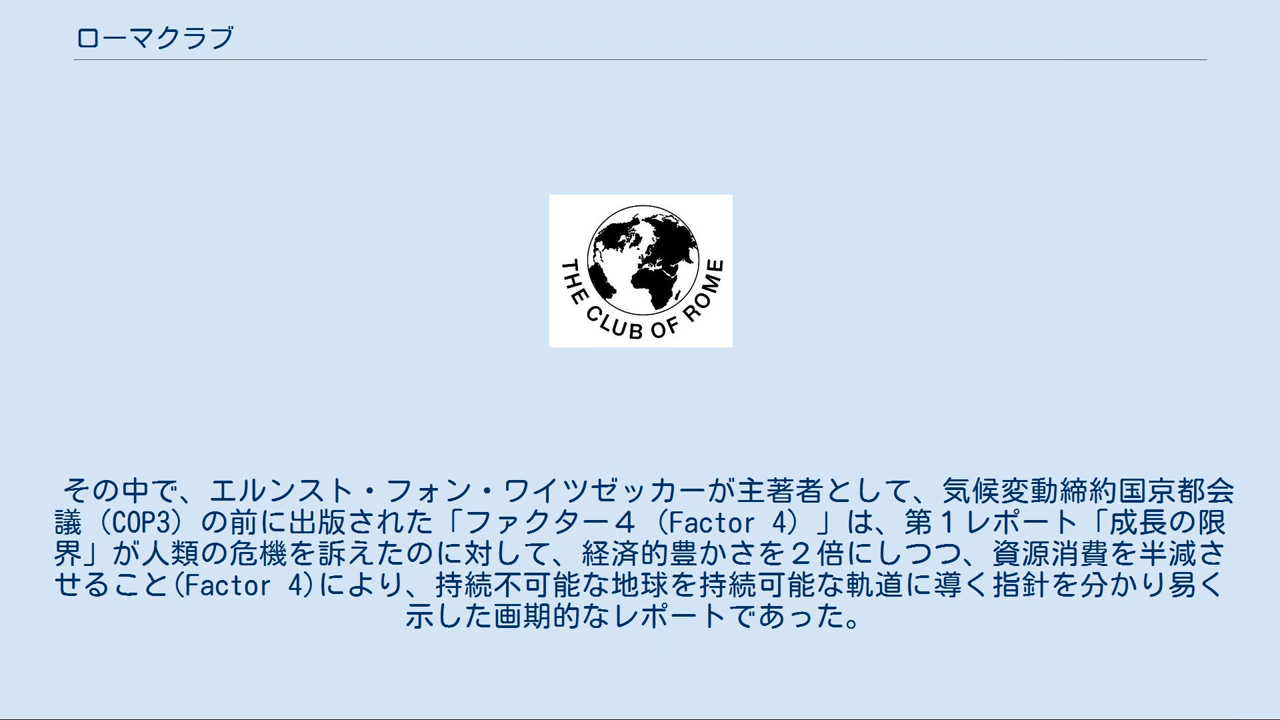 ローマクラブ
THE CLUB OF ROME
その中で、エルンスト・フォン・ワイツゼッカーが主著者として、気候変動締約国京都会
議（COP3）の前に出版された「ファクター４（Factor 4）」は、第１レポート「成長の限
界」が人類の危機を訴えたのに対して、経済的豊かさを２倍にしつつ、資源消費を半減さ
せること(Factor 4)により、持続不可能な地球を持続可能な軌道に導く指針を分かり易く
示した画期的なレポートであった。